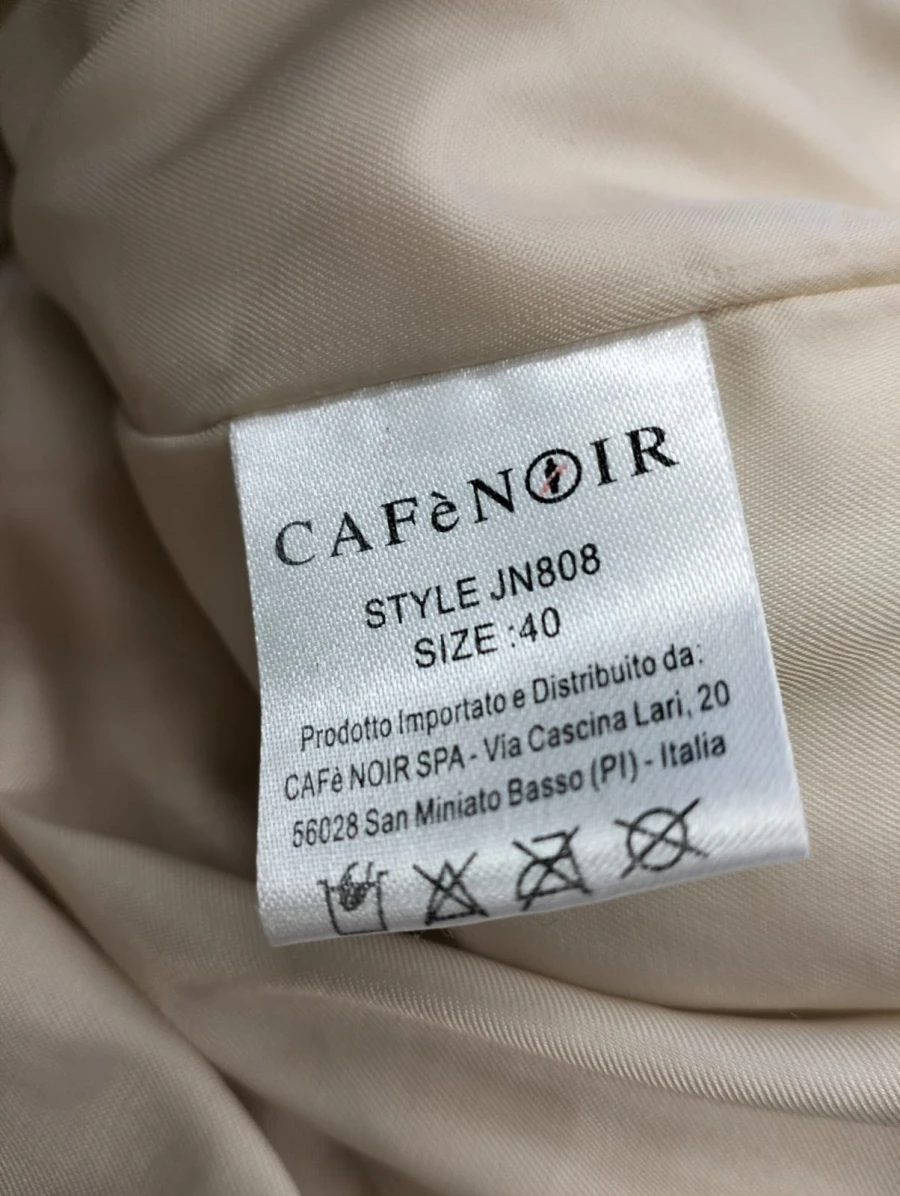 CAFèNOIR
STYLE JN808
SIZE :40
Prodotto Importato e Distribuito da:
CAFè NOIR SPA - Via Cascina Lari, 20
56028 San Miniato Basso (PI) - Italia